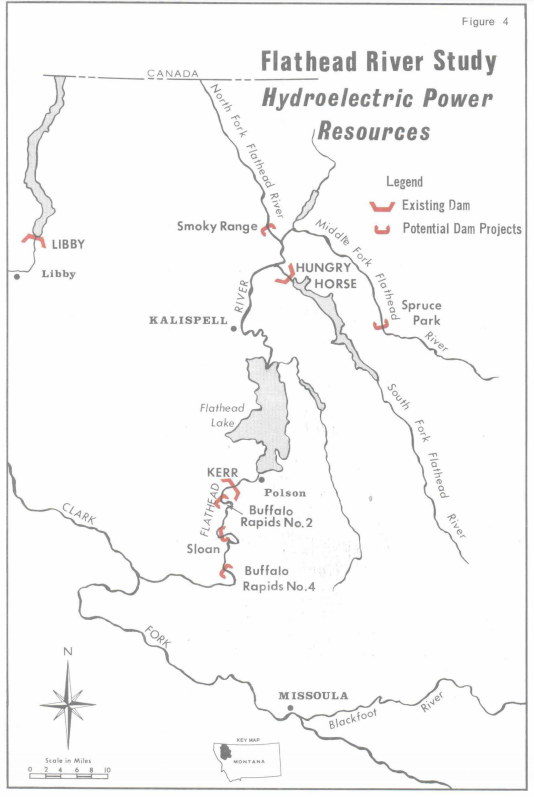 Figure 4
Flathead River Study
Hydroelectric Power
Resources
CANADA
North Fork Flathead River
Legend
Existing Dam
Potential Dam Projects
Smoky Range
Middle Fork Flathead River
LIBBY
Libby
HUNGRY
HORSE
RIVER
Spruce
Park
KALISPELL
South Fork Flathead River
Flathead
Lake
KERR
Polson
FLATHEAD
Buffalo
Rapids No.2
CLARK
Sloan
Buffalo
Rapids No.4
FORK
N
MISSOULA
Blackfoot River
KEY MAP
MONTANA
Scale in Miles
0 2 4 6 8 10